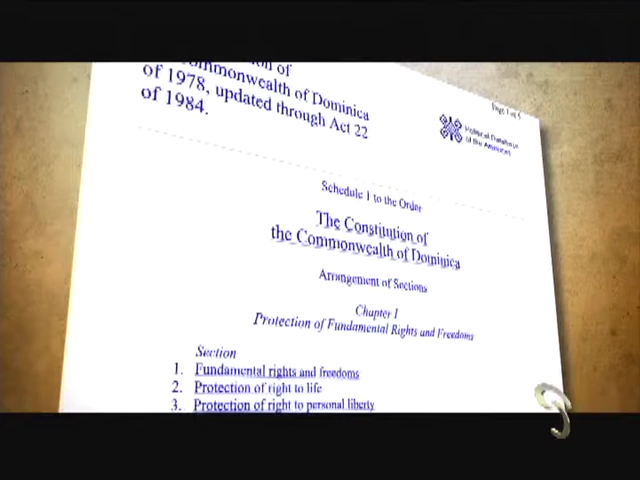 of
Commonwealth of Dominica
of 1978, updated through Act 22
of 1984.
Page 1 of 5
Political Database
of the Americas
Schedule 1 to the Order
The Constitution of
the Commonwealth of Dominica
Arrangement of Sections
Chapter I
Protection of Fundamental Rights and Freedoms
Section
1. Fundamental rights and freedoms
2. Protection of right to life
3. Protection of right to personal liberty